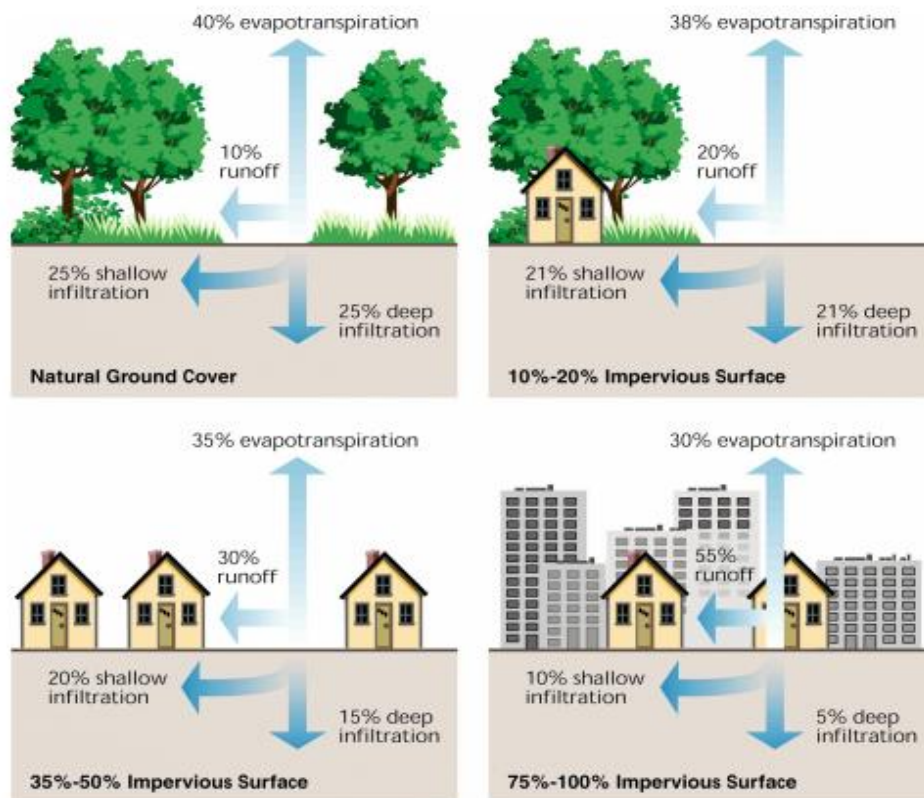 40% evapotranspiration
10%
runoff
25% shallow
infiltration
25% deep
infiltration
Natural Ground Cover
38% evapotranspiration
20%
runoff
21% shallow
infiltration
21% deep
infiltration
10%-20% Impervious Surface
35% evapotranspiration
30%
runoff
20% shallow
infiltration
15% deep
infiltration
35%-50% Impervious Surface
30% evapotranspiration
55%
runoff
10% shallow
infiltration
5% deep
infiltration
75%-100% Impervious Surface